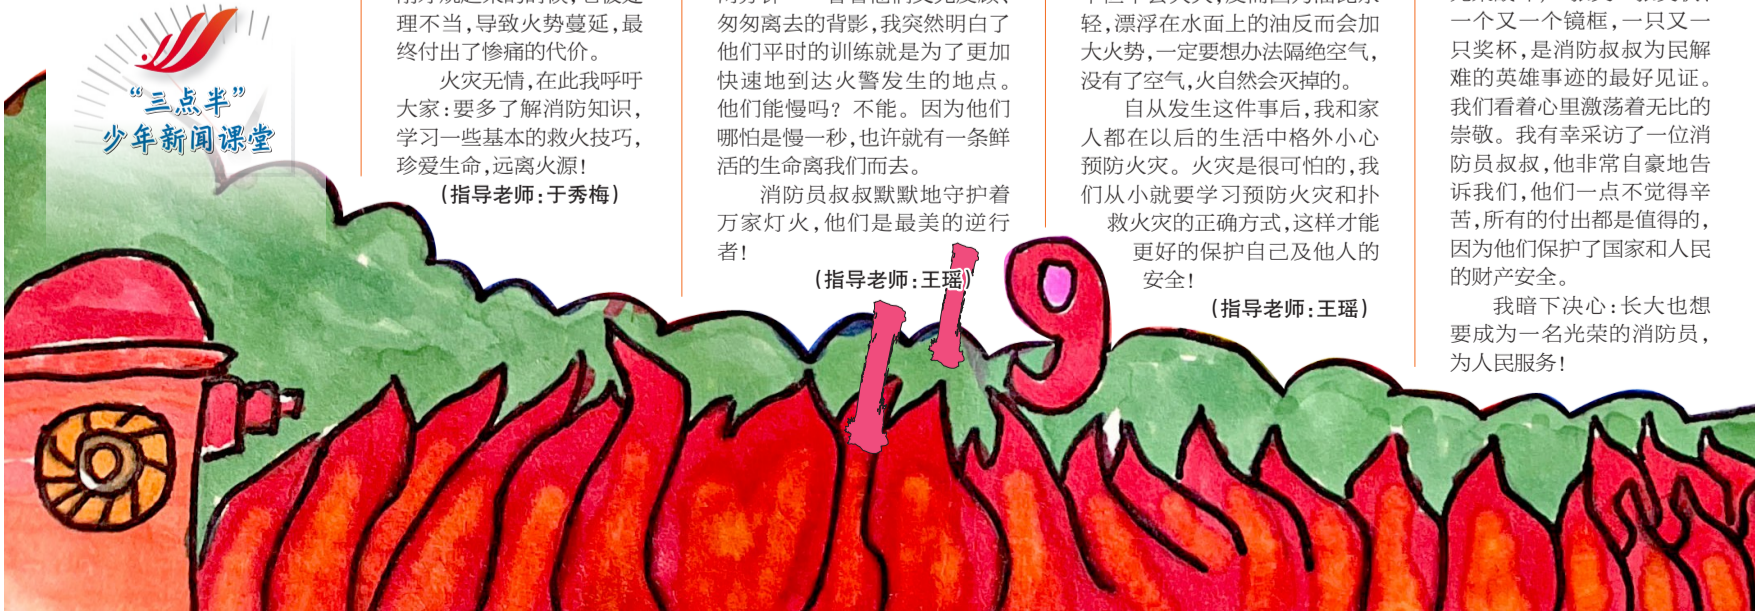 “三点半”
少年新闻课堂
理不当,导致火势蔓延,最
终付出了惨痛的代价。
火灾无情,在此我呼吁
大家:要多了解消防知识,
学习一些基本的救火技巧,
珍爱生命,远离火源!
(指导老师:于秀梅)
匆匆离去的背影,我突然明白了
他们平时的训练就是为了更加
快速地到达火警发生的地点。
他们能慢吗? 不能。因为他们
哪怕是慢一秒,也许就有一条鲜
活的生命离我们而去。
消防员叔叔默默地守护着
万家灯火,他们是最美的逆行
者!
(指导老师:王瑶)
轻,漂浮在水面上的油反而会加
大火势,一定要想办法隔绝空气,
没有了空气,火自然会灭掉的。
自从发生这件事后,我和家
人都在以后的生活中格外小心
预防火灾。火灾是很可怕的,我
们从小就要学习预防火灾和扑
救火灾的正确方式,这样才能
更好的保护自己及他人的
安全!
(指导老师:王瑶)
一个又一个镜框,一只又一
只奖杯,是消防叔叔为民解
难的英雄事迹的最好见证。
我们看着心里激荡着无比的
崇敬。我有幸采访了一位消
防员叔叔,他非常自豪地告
诉我们,他们一点不觉得辛
苦,所有的付出都是值得的,
因为他们保护了国家和人民
的财产安全。
我暗下决心:长大也想
要成为一名光荣的消防员,
为人民服务!
119